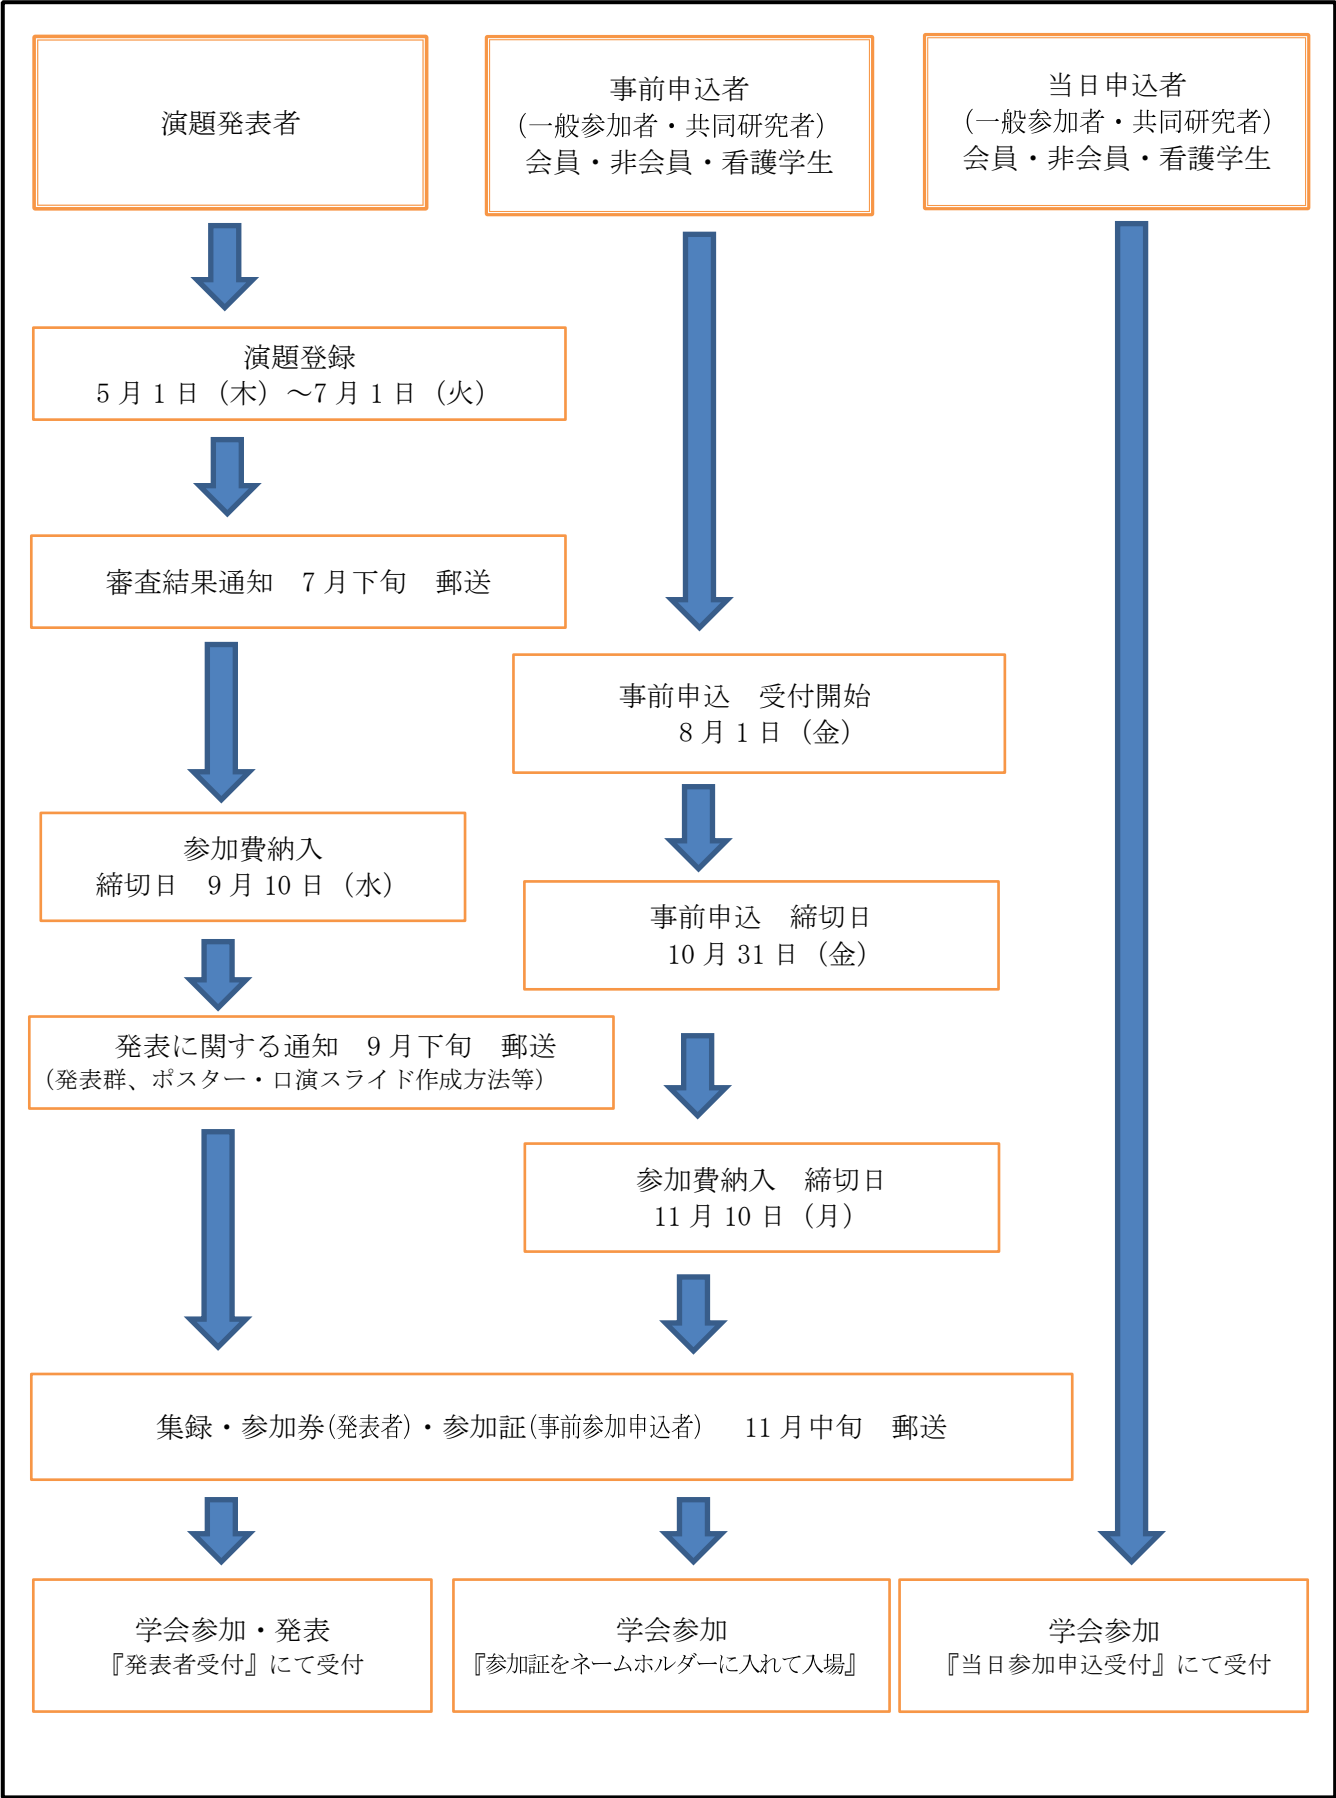 演題発表者
事前申込者
（一般参加者・共同研究者）
会員・非会員・看護学生
当日申込者
（一般参加者・共同研究者）
会員・非会員・看護学生
演題登録
5月1日（木）～7月1日（火）
審査結果通知　7月下旬　郵送
事前申込　受付開始
8月1日（金）
参加費納入
締切日　9月10日（水）
事前申込　締切日
10月31日（金）
発表に関する通知　9月下旬　郵送
（発表群、ポスター・口演スライド作成方法等）
参加費納入　締切日
11月10日（月）
集録・参加券(発表者)・参加証(事前参加申込者)　11月中旬　郵送
学会参加・発表
『発表者受付』にて受付
学会参加
『参加証をネームホルダーに入れて入場』
学会参加
『当日参加申込受付』にて受付